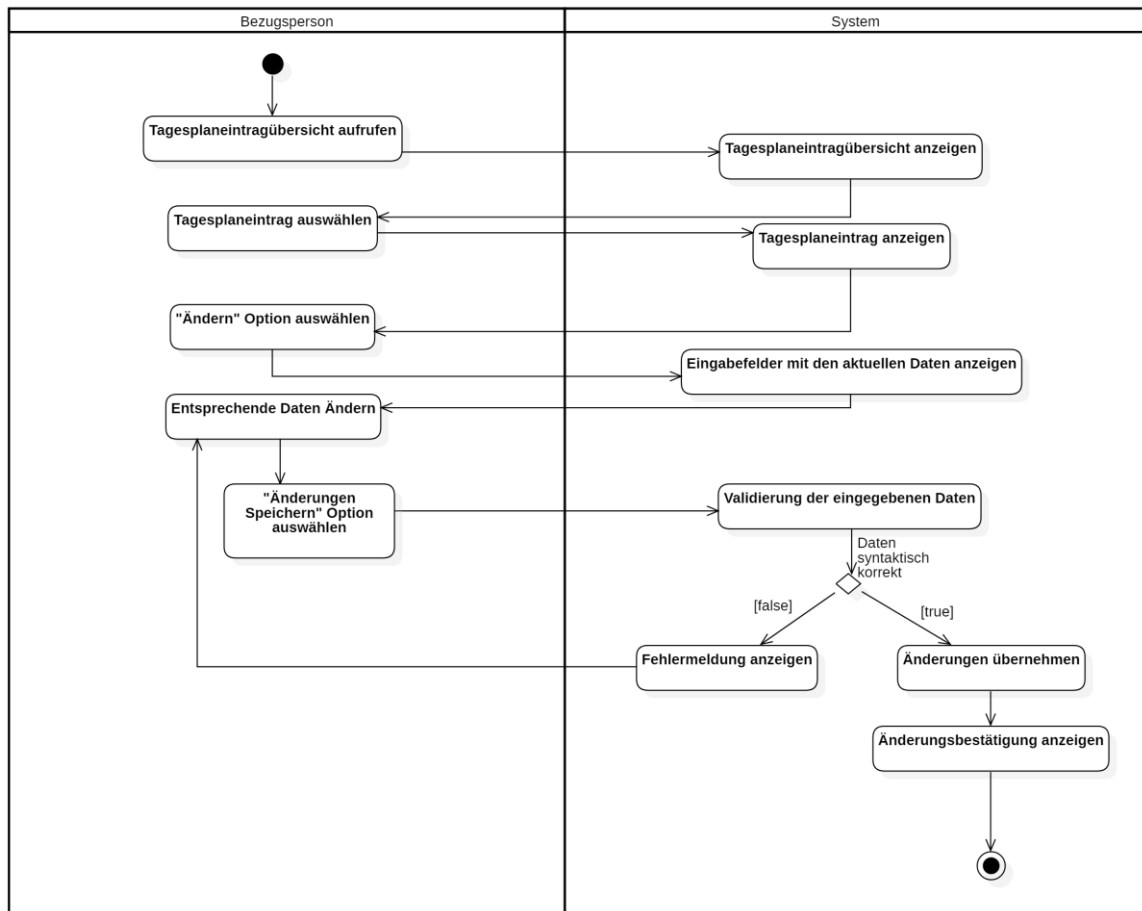 Bezugsperson
System
Tagesplaneintragübersicht aufrufen
Tagesplaneintragübersicht anzeigen
Tagesplaneintrag auswählen
Tagesplaneintrag anzeigen
"Ändern" Option auswählen
Eingabefelder mit den aktuellen Daten anzeigen
Entsprechende Daten Ändern
"Änderungen
Speichern" Option
auswählen
Validierung der eingegebenen Daten
Daten
syntaktisch
korrekt
[false]
[true]
Fehlermeldung anzeigen
Änderungen übernehmen
Änderungsbestätigung anzeigen